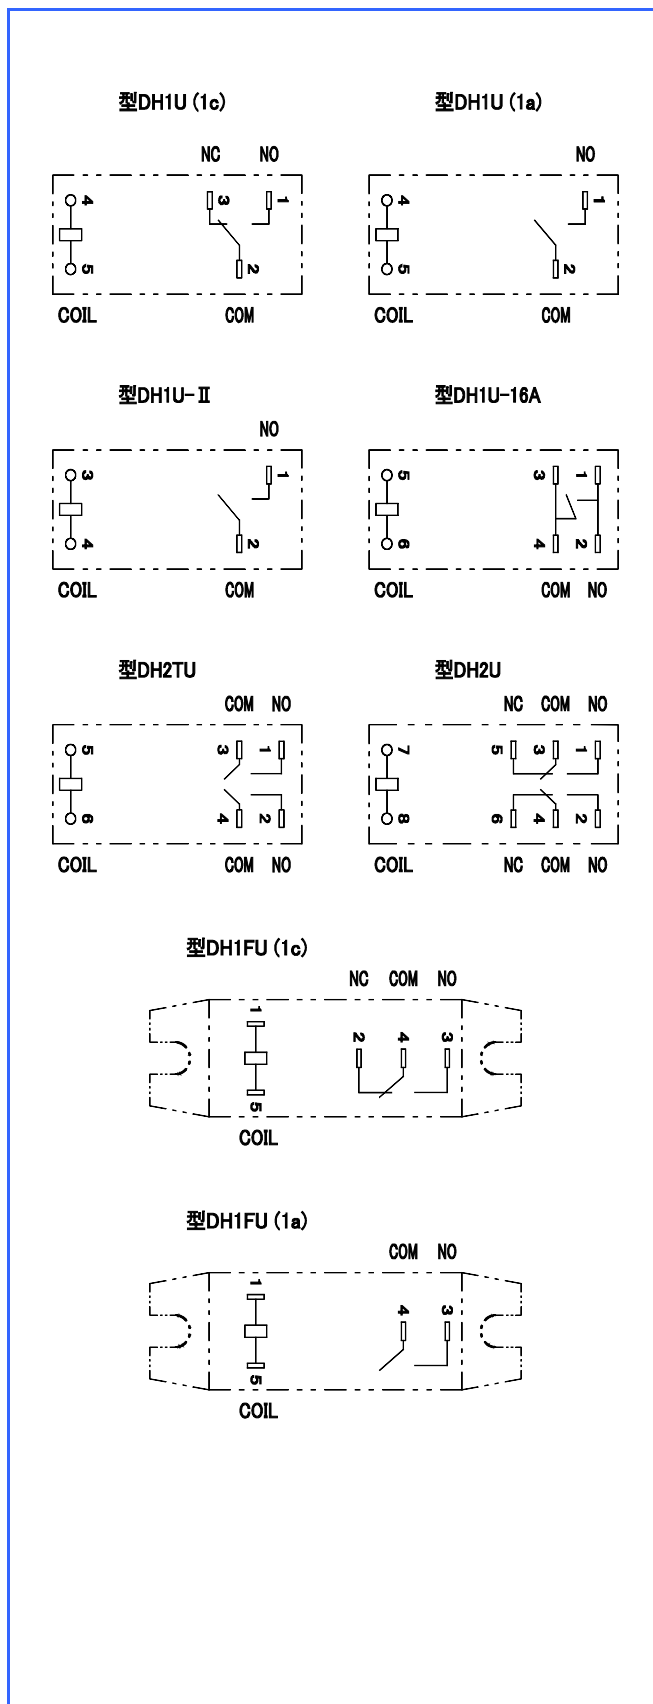 型DH1U (1c)
型DH1U (1a)
NC NO
NO
4 3 1
4 1
5 2
5 2
COIL COM
COIL COM
型DH1U-Ⅱ
型DH1U-16A
NO
3 1
5 3 1
4 2
6 4 2
COIL COM
COIL COM NO
型DH2TU
型DH2U
COM NO
NC COM NO
5 3 1
7 5 3 1
6 4 2
8 6 4 2
COIL COM NO
COIL NC COM NO
型DH1FU (1c)
NC COM NO
1
2 4 3
5
COIL
型DH1FU (1a)
COM NO
1
4 3
5
COIL